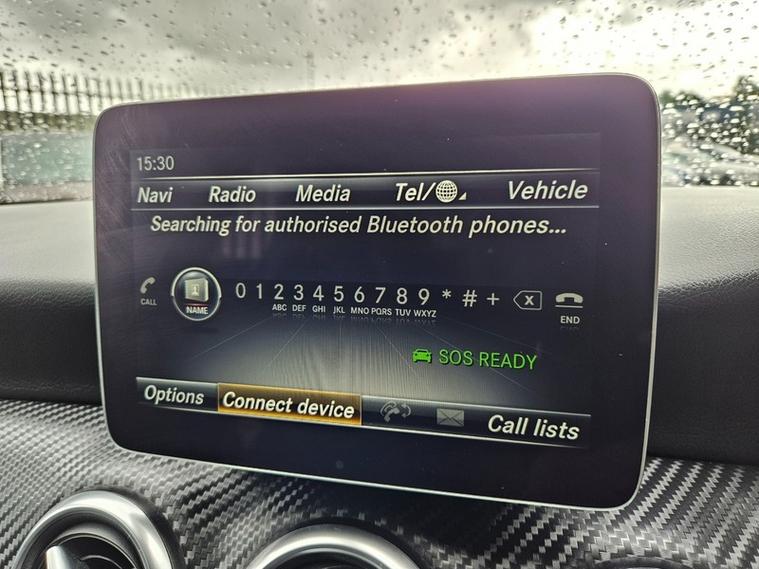 15:30
Navi Radio Media Tel/ Vehicle
Searching for authorised Bluetooth phones...
CALL NAME 0 1 2 3 4 5 6 7 8 9 * # + X END
ABC DEF GHI JKL MNO PQRS TUV WXYZ
SOS READY
Options Connect device Call lists